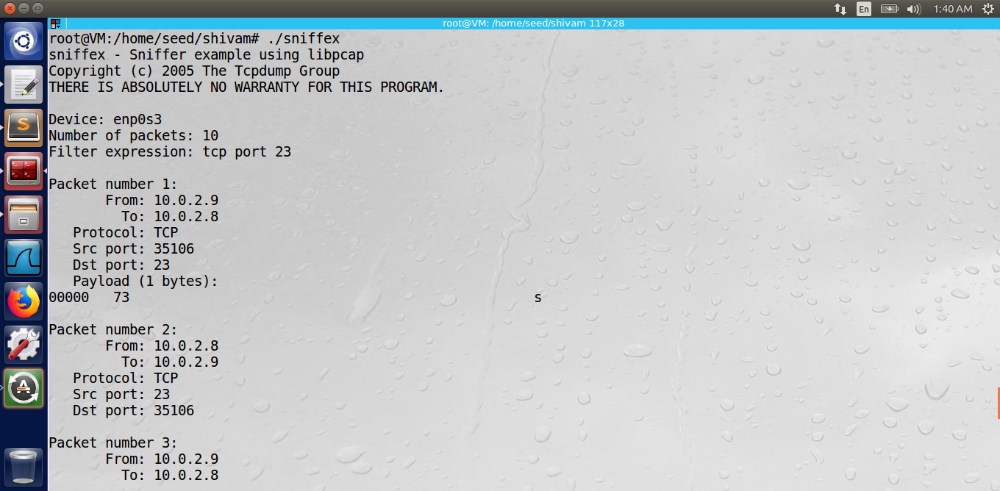 En
1:40 AM
root@VM: /home/seed/shivam 117x28
root@VM:/home/seed/shivam# ./sniffex
sniffex - Sniffer example using libpcap
Copyright (c) 2005 The Tcpdump Group
THERE IS ABSOLUTELY NO WARRANTY FOR THIS PROGRAM.
Device: enp0s3
Number of packets: 10
Filter expression: tcp port 23
Packet number 1:
From: 10.0.2.9
To: 10.0.2.8
Protocol: TCP
Src port: 35106
Dst port: 23
Payload (1 bytes):
00000 73 s
Packet number 2:
From: 10.0.2.8
To: 10.0.2.9
Protocol: TCP
Src port: 23
Dst port: 35106
Packet number 3:
From: 10.0.2.9
To: 10.0.2.8